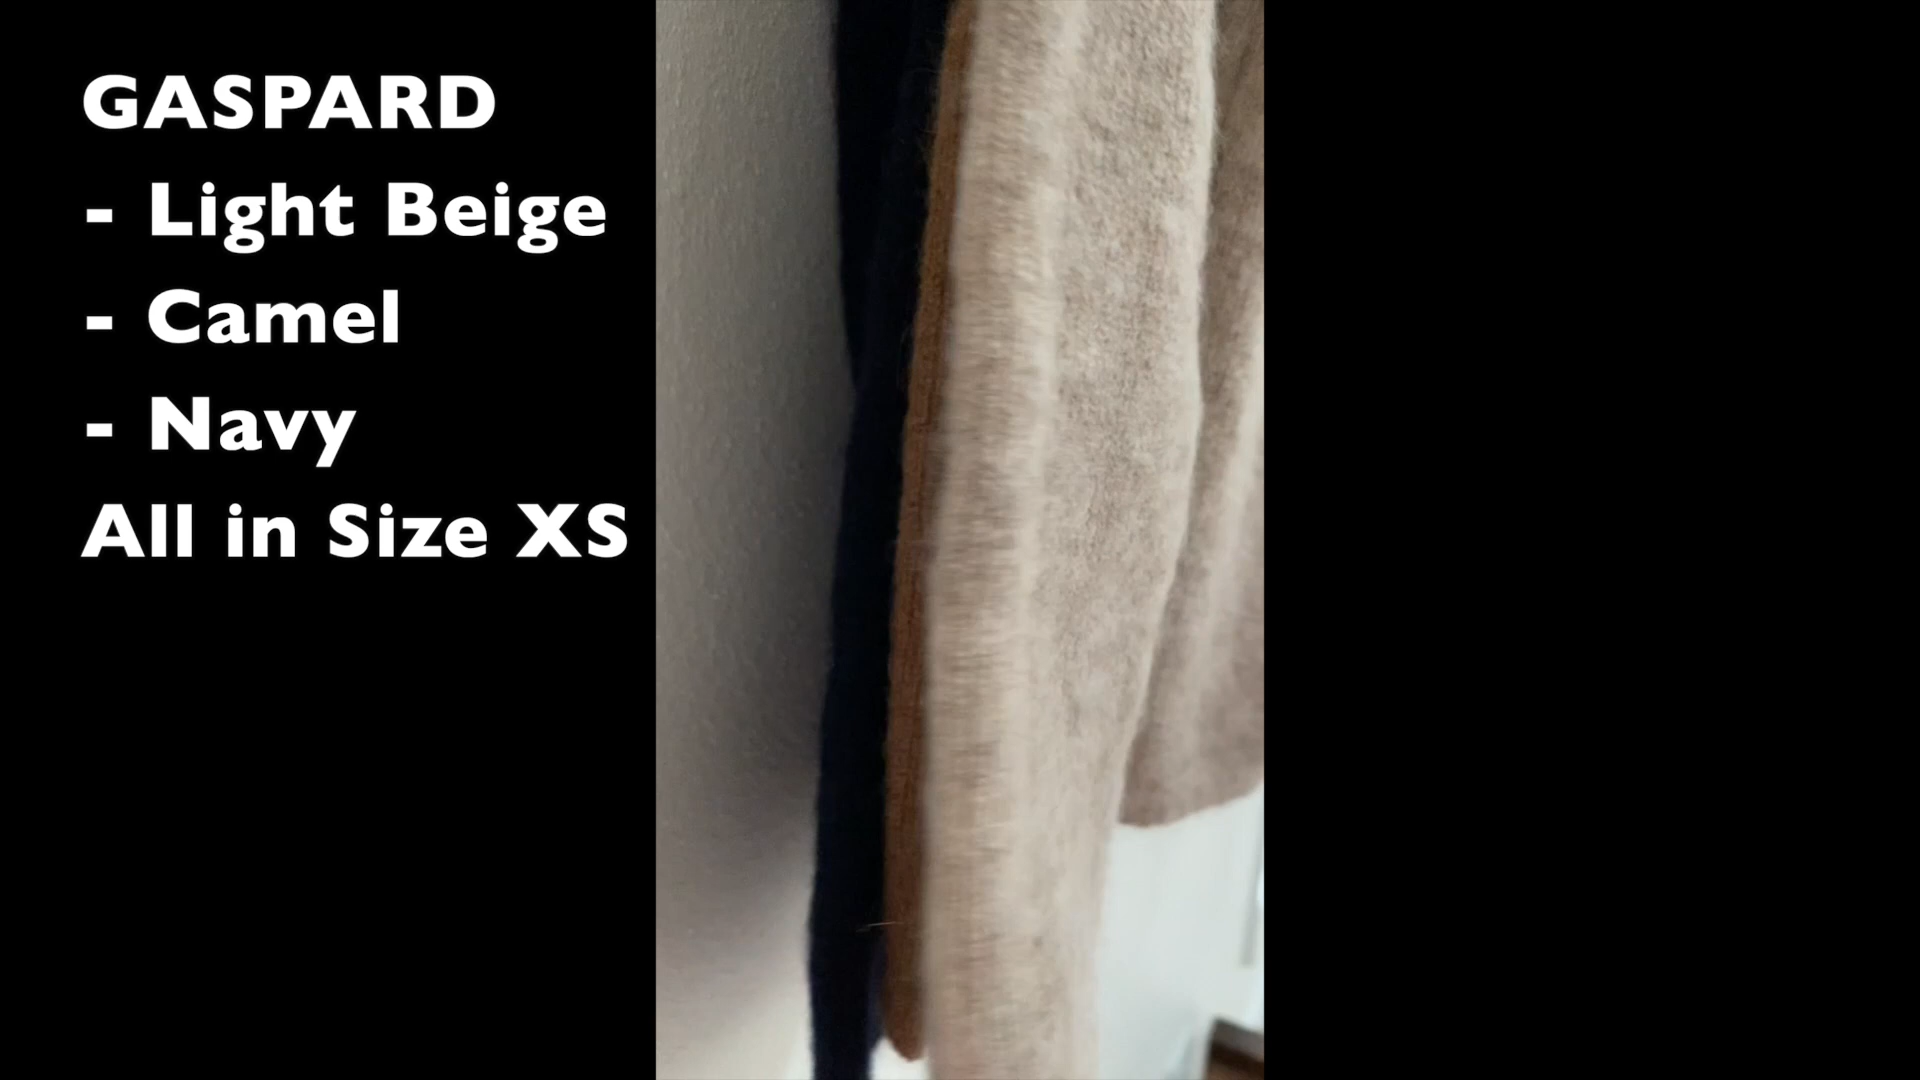 GASPARD
- Light Beige
- Camel
- Navy
All in Size XS